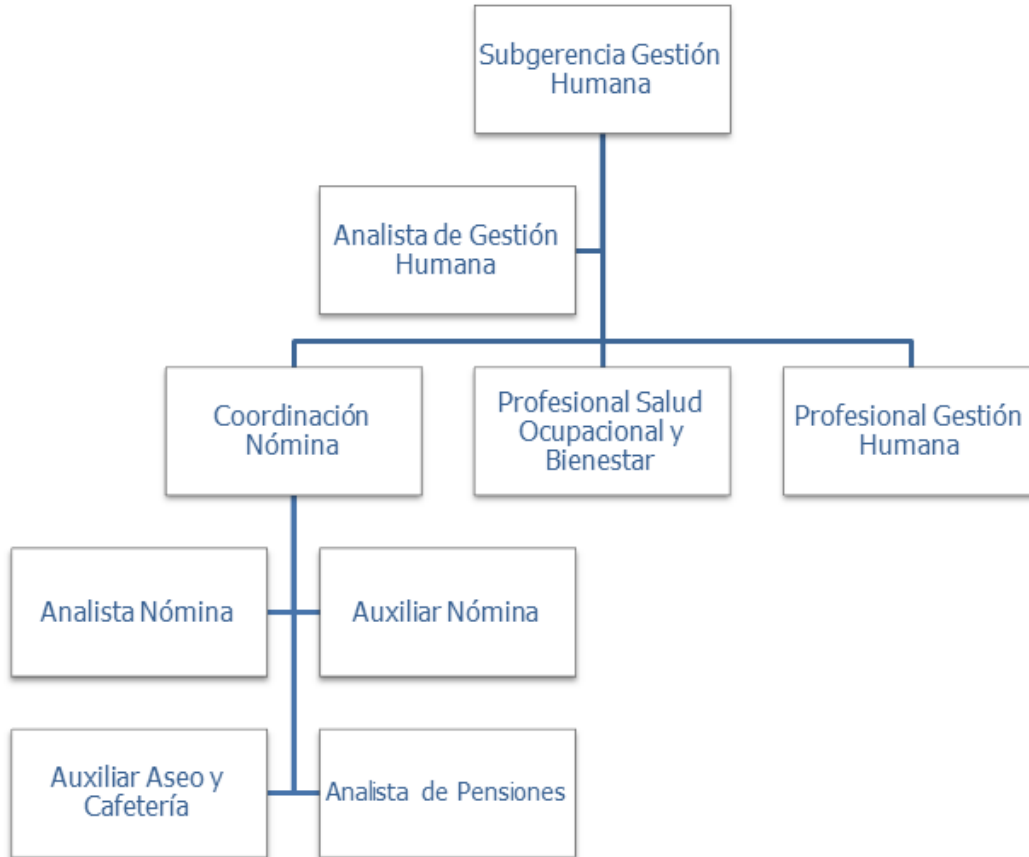 Subgerencia Gestión
Humana
Analista de Gestión
Humana
Coordinación
Nómina
Profesional Salud
Ocupacional y
Bienestar
Profesional Gestión
Humana
Analista Nómina
Auxiliar Nómina
Auxiliar Aseo y
Cafetería
Analista de Pensiones